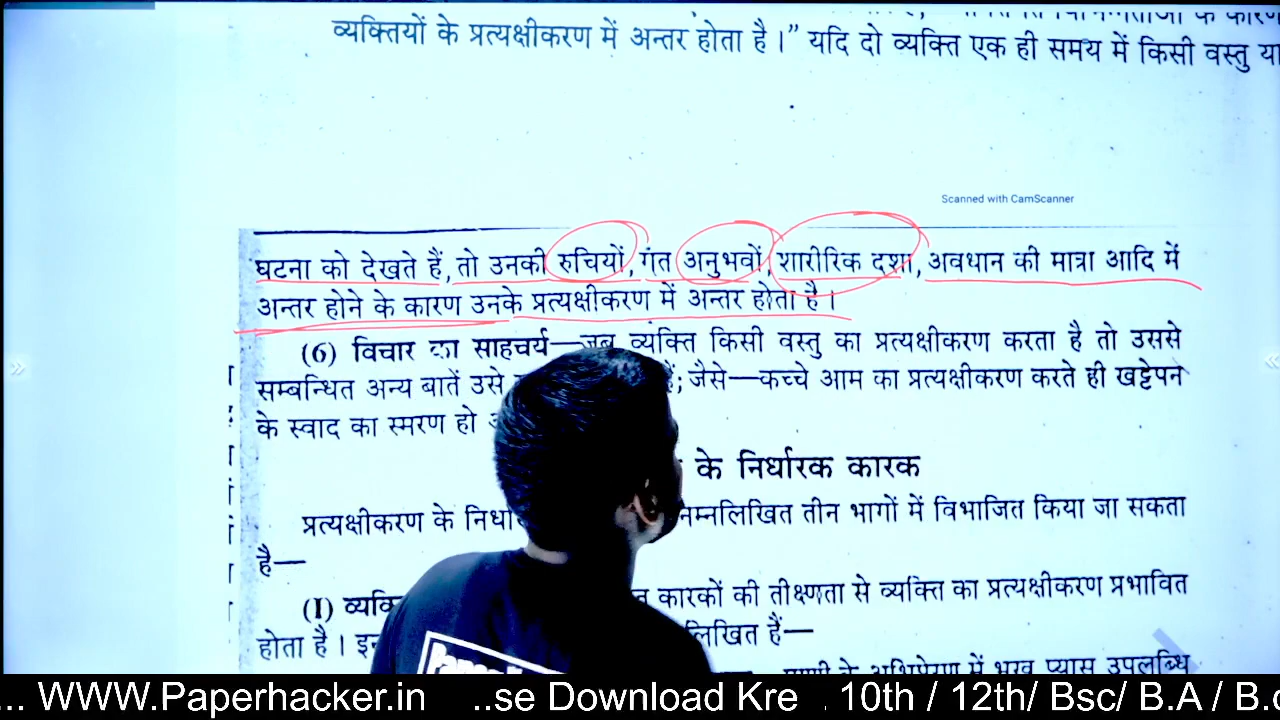 व्यक्तियों के प्रत्यक्षीकरण में अन्तर होता है।” यदि दो व्यक्ति एक ही समय में किसी वस्तु या
Scanned with CamScanner
घटना को देखते हैं, तो उनकी रुचियों, गत अनुभवों, शारीरिक दशा, अवधान की मात्रा आदि में
अन्तर होने के कारण उनके प्रत्यक्षीकरण में अन्तर होता है।
(6) विचार का साहचर्य—जब व्यक्ति किसी वस्तु का प्रत्यक्षीकरण करता है तो उससे
सम्बन्धित अन्य बातें उसे हैं; जैसे—कच्चे आम का प्रत्यक्षीकरण करते ही खट्टेपन
के स्वाद का स्मरण हो
के निर्धारक कारक
प्रत्यक्षीकरण के तीन भागों में विभाजित किया जा सकता
है—
(I) कारकों की तीक्ष्णता से व्यक्ति का प्रत्यक्षीकरण प्रभावित
होता है। हैं—
में भूख प्यास उपलब्धि
... WWW.Paperhacker.in ..se Download Kre . 10th / 12th/ Bsc/ B.A / B.